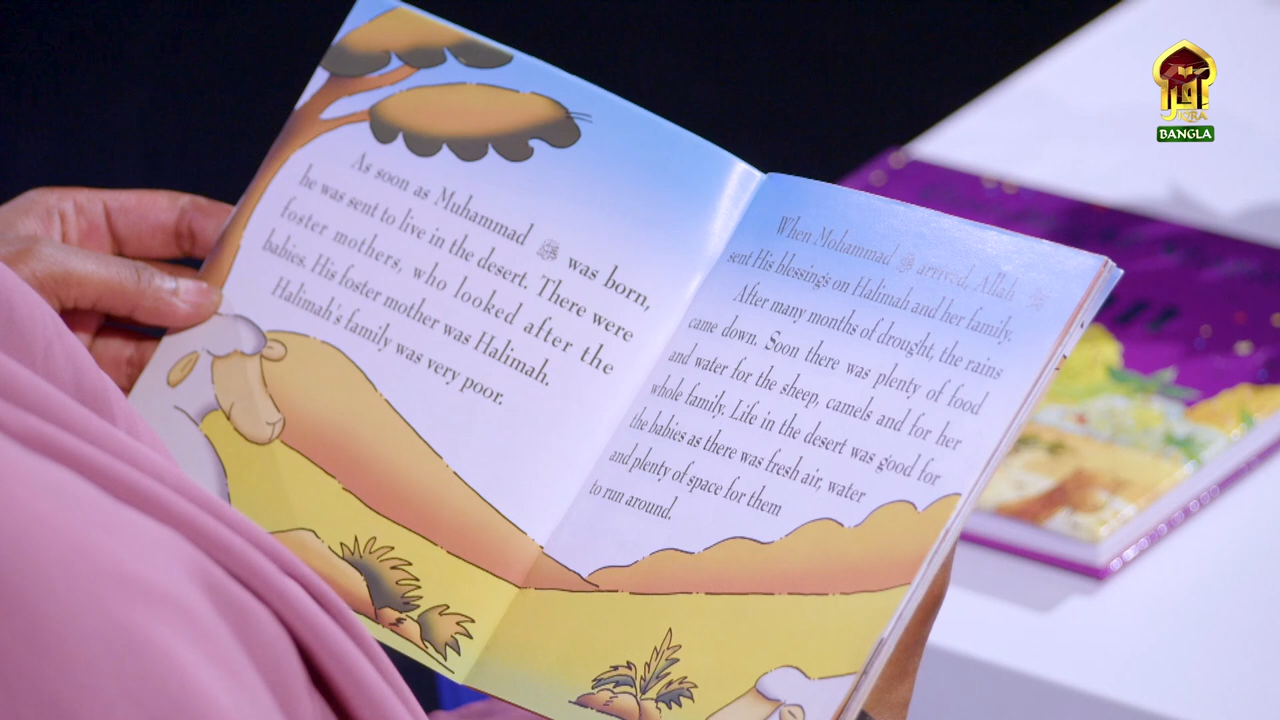 As soon as Muhammad ﷺ was born,
he was sent to live in the desert. There were
foster mothers, who looked after the
babies. His foster mother was Halimah.
Halimah's family was very poor.
When Mohammad ﷺ arrived, Allah
sent His blessings on Halimah and her family.
After many months of drought, the rains
came down. Soon there was plenty of food
and water for the sheep, camels and for her
whole family. Life in the desert was good for
the babies as there was fresh air, water
and plenty of space for them
to run around.
اقرأ
IQRA
BANGLA